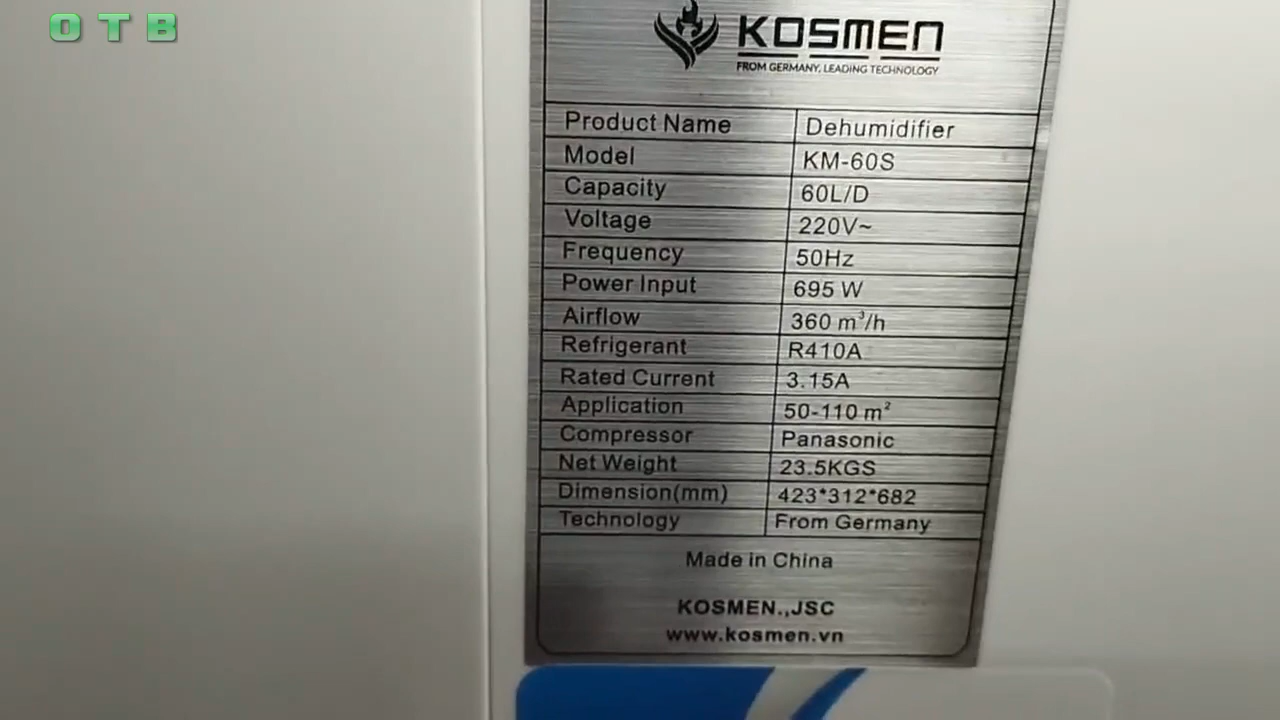 OTB
KOSMEN
FROM GERMANY, LEADING TECHNOLOGY
Product Name Dehumidifier
Model KM-60S
Capacity 60L/D
Voltage 220V~
Frequency 50Hz
Power Input 695 W
Airflow 360 m³/h
Refrigerant R410A
Rated Current 3.15A
Application 50-110 m²
Compressor Panasonic
Net Weight 23.5KGS
Dimension(mm) 423*312*682
Technology From Germany
Made in China
KOSMEN.,JSC
www.kosmen.vn